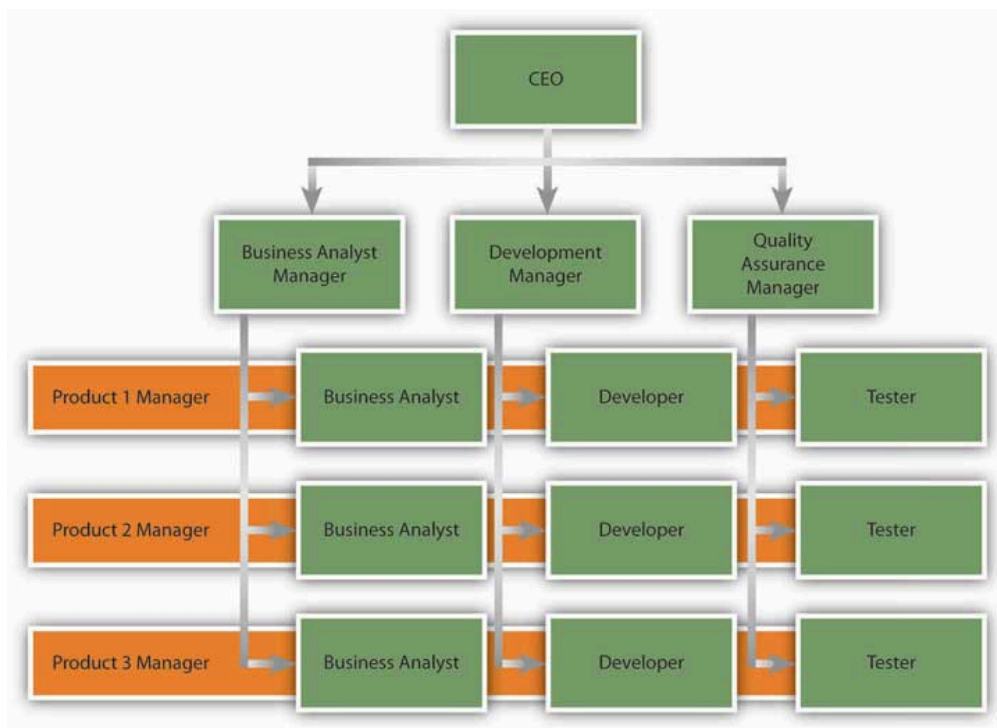 CEO
Business Analyst
Manager
Development
Manager
Quality
Assurance
Manager
Product 1 Manager
Business Analyst
Developer
Tester
Product 2 Manager
Business Analyst
Developer
Tester
Product 3 Manager
Business Analyst
Developer
Tester